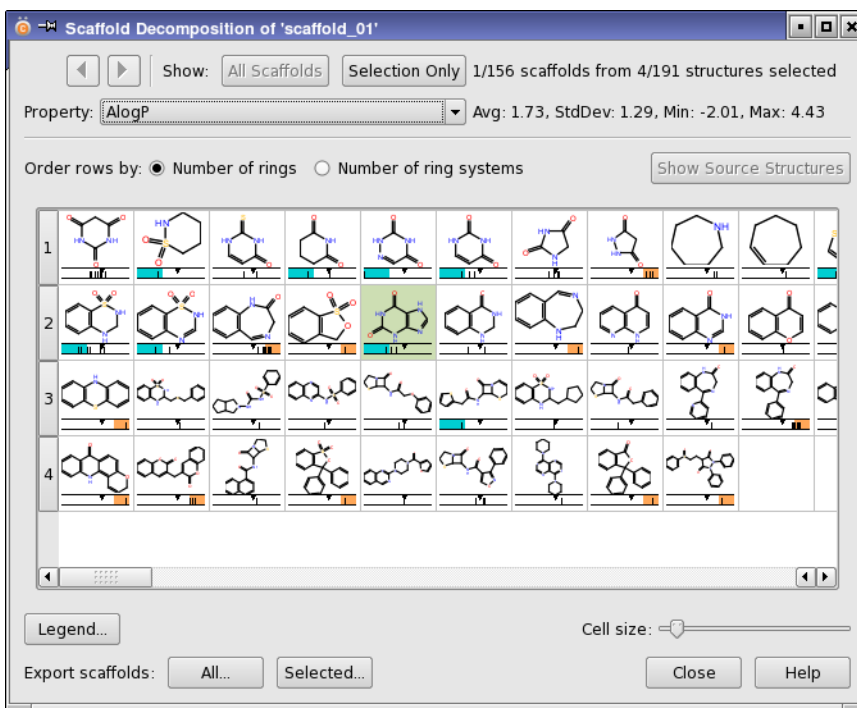 Scaffold Decomposition of 'scaffold_01'
Show: All Scaffolds Selection Only 1/156 scaffolds from 4/191 structures selected
Property: AlogP Avg: 1.73, StdDev: 1.29, Min: -2.01, Max: 4.43
Order rows by: Number of rings Number of ring systems Show Source Structures
1
2
3
4
Legend... Cell size:
Export scaffolds: All... Selected... Close Help